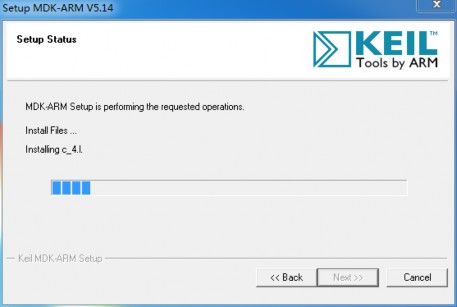 Setup MDK-ARM V5.14
x
Setup Status
KEIL™
Tools by ARM
MDK-ARM Setup is performing the requested operations.
Install Files ...
Installing c_4.l.
Keil MDK-ARM Setup
<< Back
Next >>
Cancel